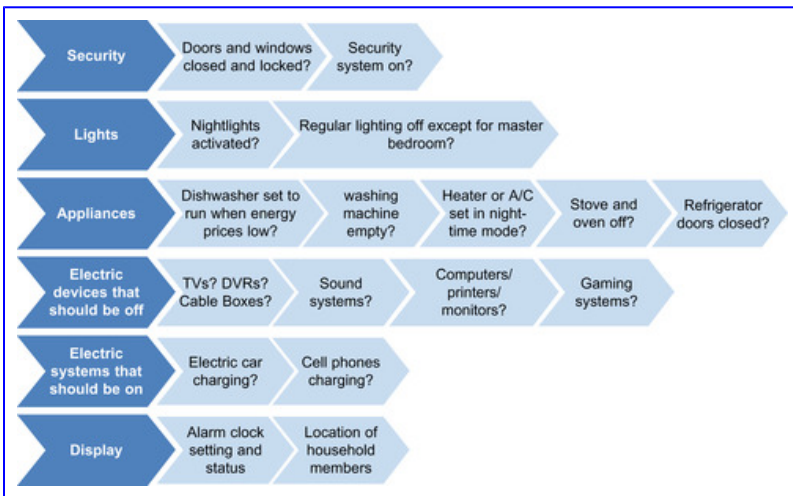 Security
Doors and windows
closed and locked?
Security
system on?
Lights
Nightlights
activated?
Regular lighting off except for master
bedroom?
Appliances
Dishwasher set to
run when energy
prices low?
washing
machine
empty?
Heater or A/C
set in night-
time mode?
Stove and
oven off?
Refrigerator
doors closed?
Electric
devices that
should be off
TVs? DVRs?
Cable Boxes?
Sound
systems?
Computers/
printers/
monitors?
Gaming
systems?
Electric
systems that
should be on
Electric car
charging?
Cell phones
charging?
Display
Alarm clock
setting and
status
Location of
household
members